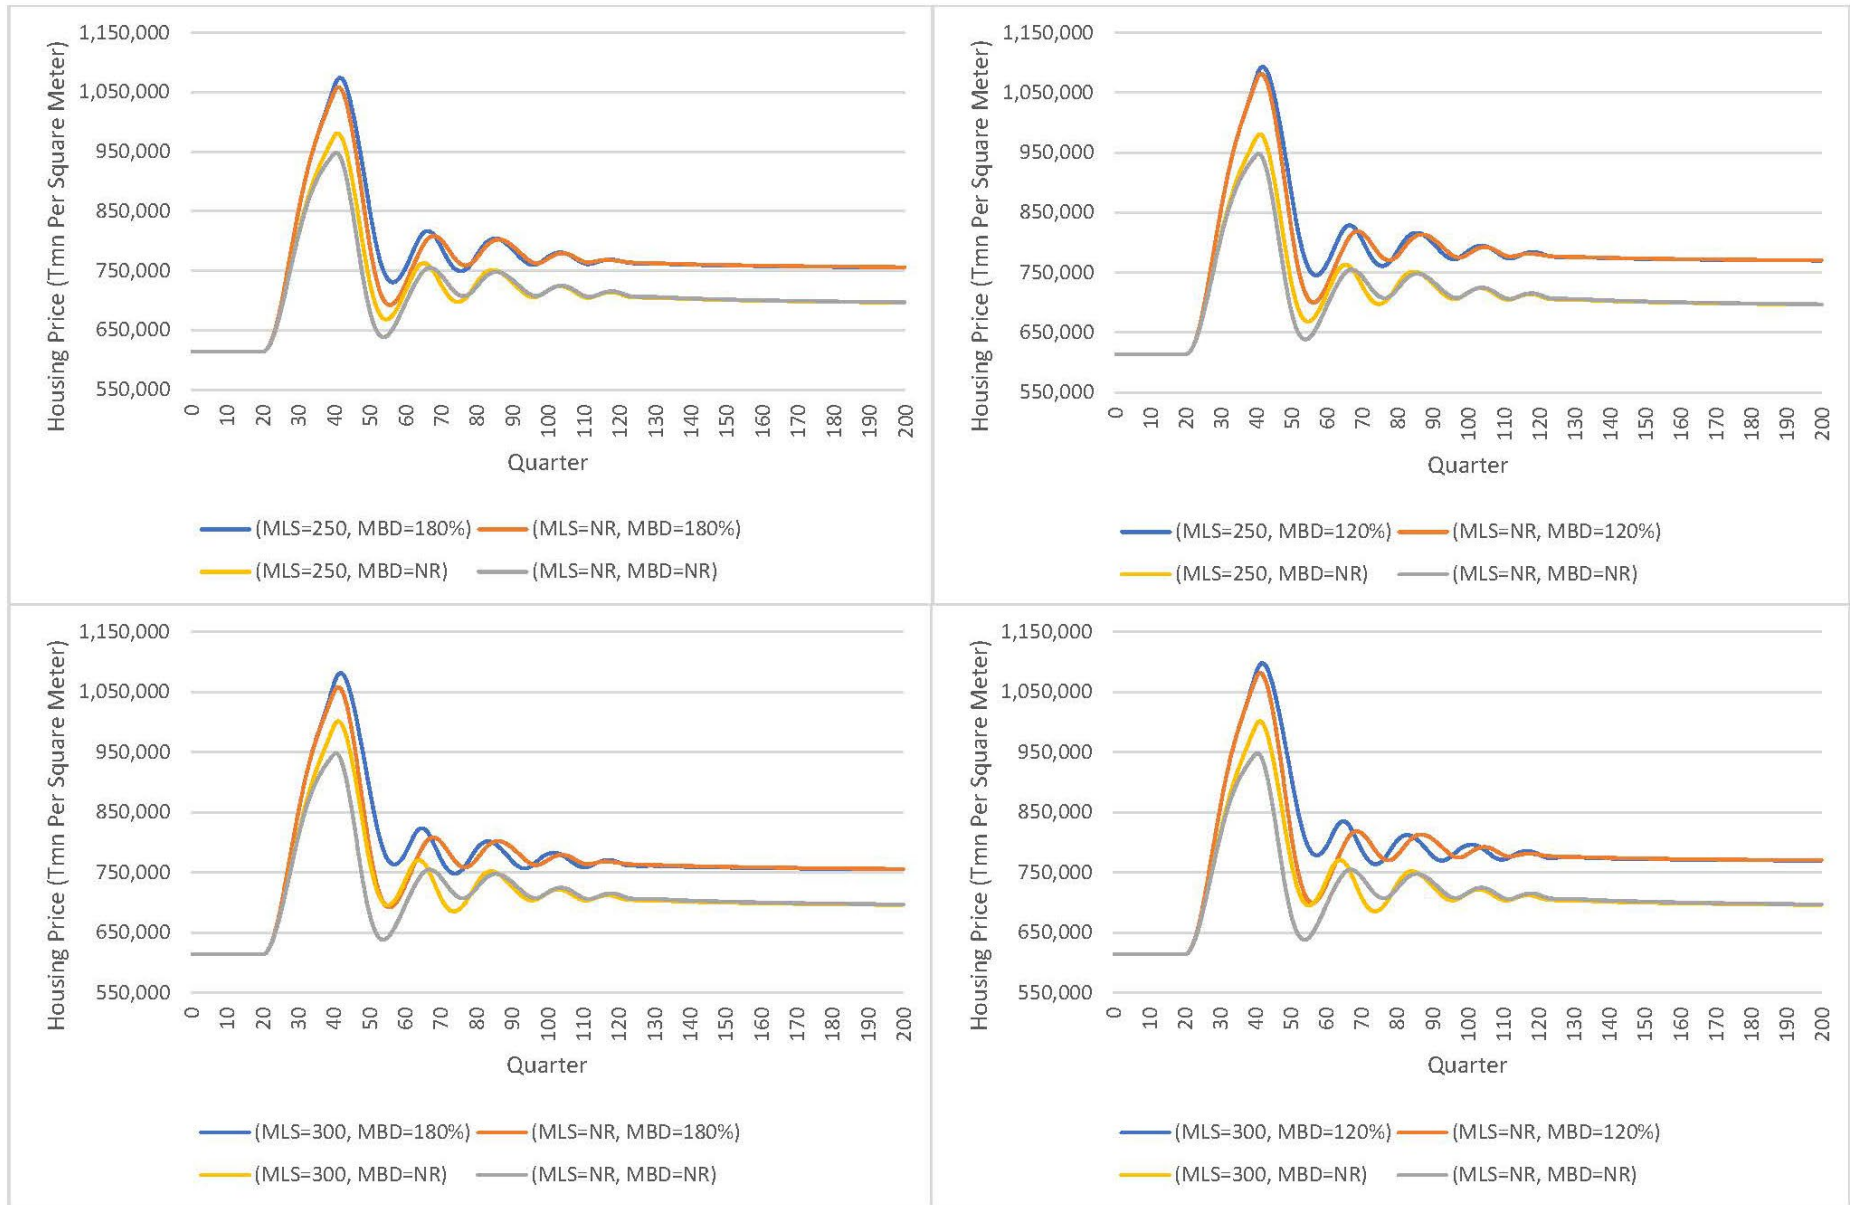 Housing Price (Tmn Per Square Meter)
1,150,000
1,050,000
950,000
850,000
750,000
650,000
550,000
0 10 20 30 40 50 60 70 80 90 100 110 120 130 140 150 160 170 180 190 200
Quarter
(MLS=250, MBD=180%) (MLS=NR, MBD=180%)
(MLS=250, MBD=NR) (MLS=NR, MBD=NR)
Housing Price (Tmn Per Square Meter)
1,150,000
1,050,000
950,000
850,000
750,000
650,000
550,000
0 10 20 30 40 50 60 70 80 90 100 110 120 130 140 150 160 170 180 190 200
Quarter
(MLS=250, MBD=120%) (MLS=NR, MBD=120%)
(MLS=250, MBD=NR) (MLS=NR, MBD=NR)
Housing Price (Tmn Per Square Meter)
1,150,000
1,050,000
950,000
850,000
750,000
650,000
550,000
0 10 20 30 40 50 60 70 80 90 100 110 120 130 140 150 160 170 180 190 200
Quarter
(MLS=300, MBD=180%) (MLS=NR, MBD=180%)
(MLS=300, MBD=NR) (MLS=NR, MBD=NR)
Housing Price (Tmn Per Square Meter)
1,150,000
1,050,000
950,000
850,000
750,000
650,000
550,000
0 10 20 30 40 50 60 70 80 90 100 110 120 130 140 150 160 170 180 190 200
Quarter
(MLS=300, MBD=120%) (MLS=NR, MBD=120%)
(MLS=300, MBD=NR) (MLS=NR, MBD=NR)